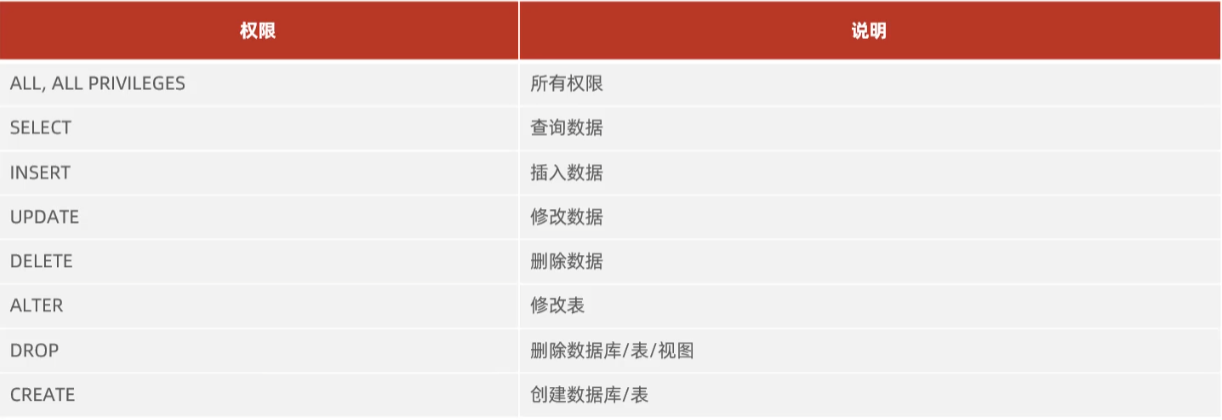 权限 说明
ALL, ALL PRIVILEGES 所有权限
SELECT 查询数据
INSERT 插入数据
UPDATE 修改数据
DELETE 删除数据
ALTER 修改表
DROP 删除数据库/表/视图
CREATE 创建数据库/表